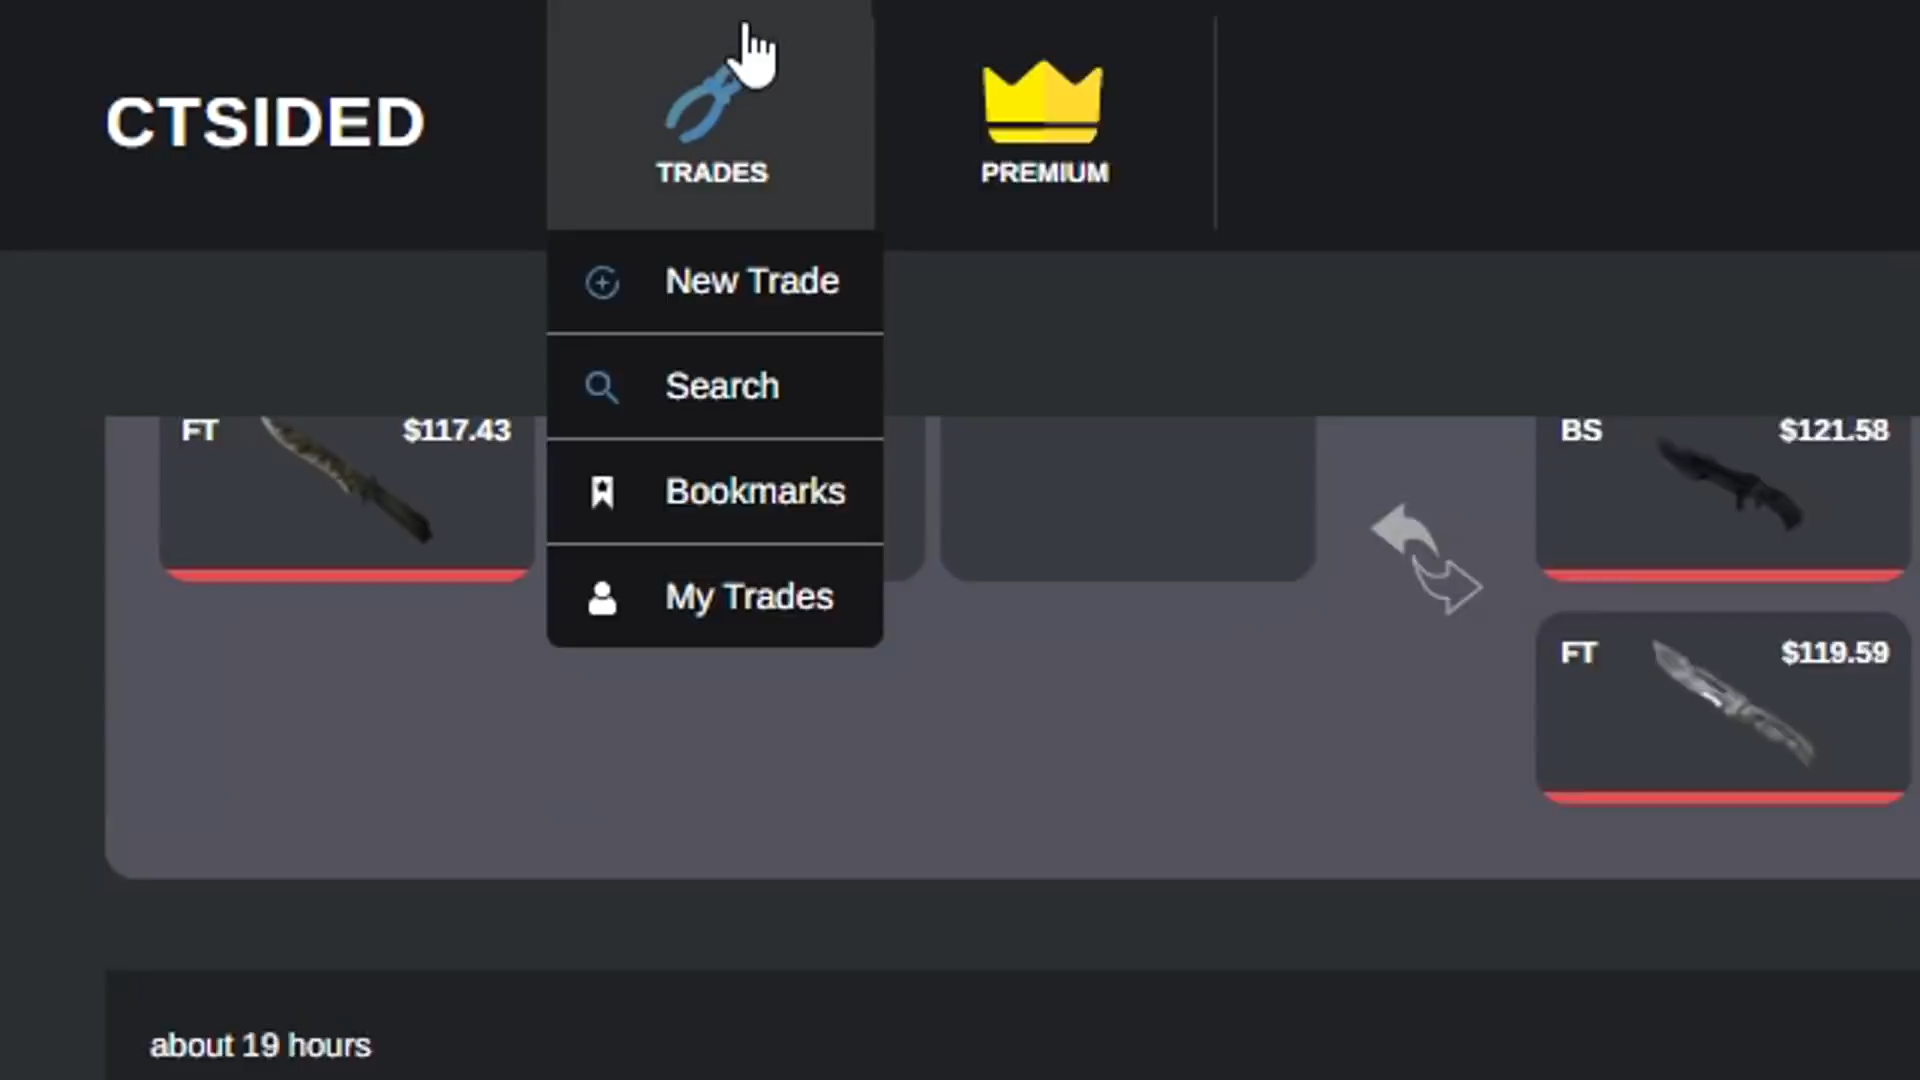 CTSIDED
TRADES
PREMIUM
New Trade
Search
Bookmarks
My Trades
FT $117.43
BS $121.58
FT $119.59
about 19 hours